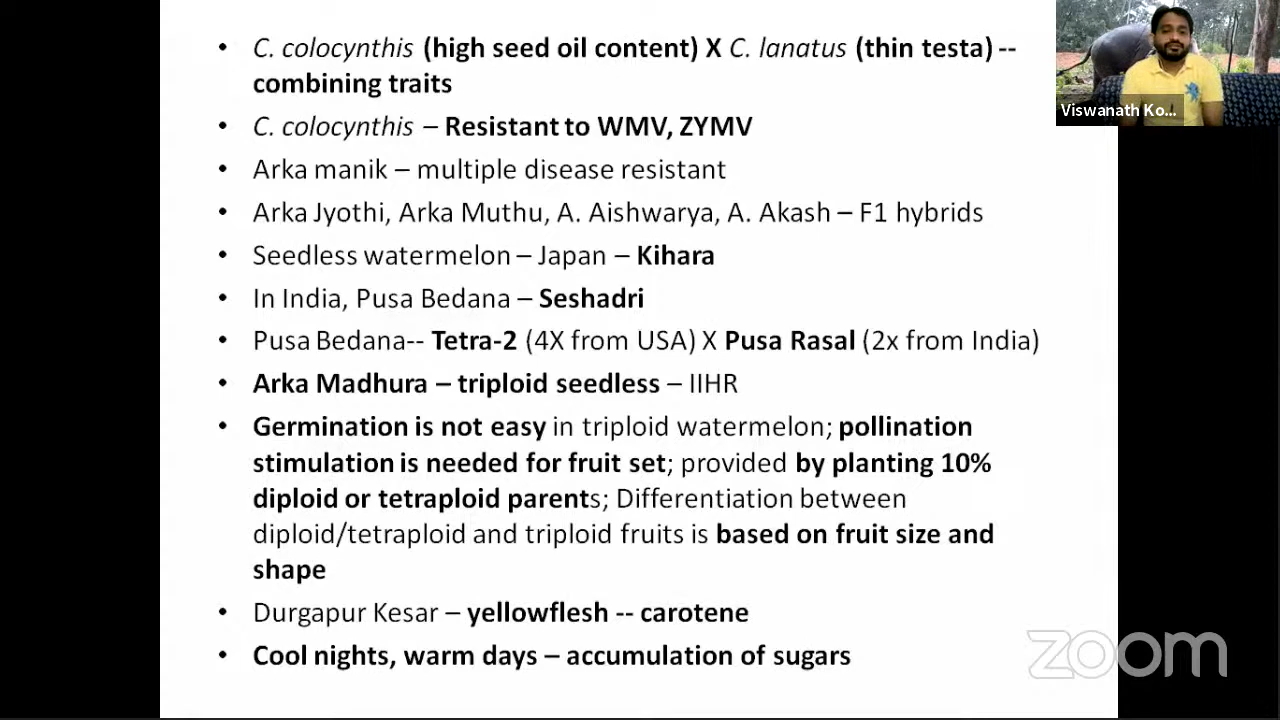 • C. colocynthis (high seed oil content) X C. lanatus (thin testa) --
combining traits
• C. colocynthis – Resistant to WMV, ZYMV
• Arka manik – multiple disease resistant
• Arka Jyothi, Arka Muthu, A. Aishwarya, A. Akash – F1 hybrids
• Seedless watermelon – Japan – Kihara
• In India, Pusa Bedana – Seshadri
• Pusa Bedana-- Tetra-2 (4X from USA) X Pusa Rasal (2x from India)
• Arka Madhura – triploid seedless – IIHR
• Germination is not easy in triploid watermelon; pollination
stimulation is needed for fruit set; provided by planting 10%
diploid or tetraploid parents; Differentiation between
diploid/tetraploid and triploid fruits is based on fruit size and
shape
• Durgapur Kesar – yellowflesh -- carotene
• Cool nights, warm days – accumulation of sugars
Viswanath Ko...
zoom